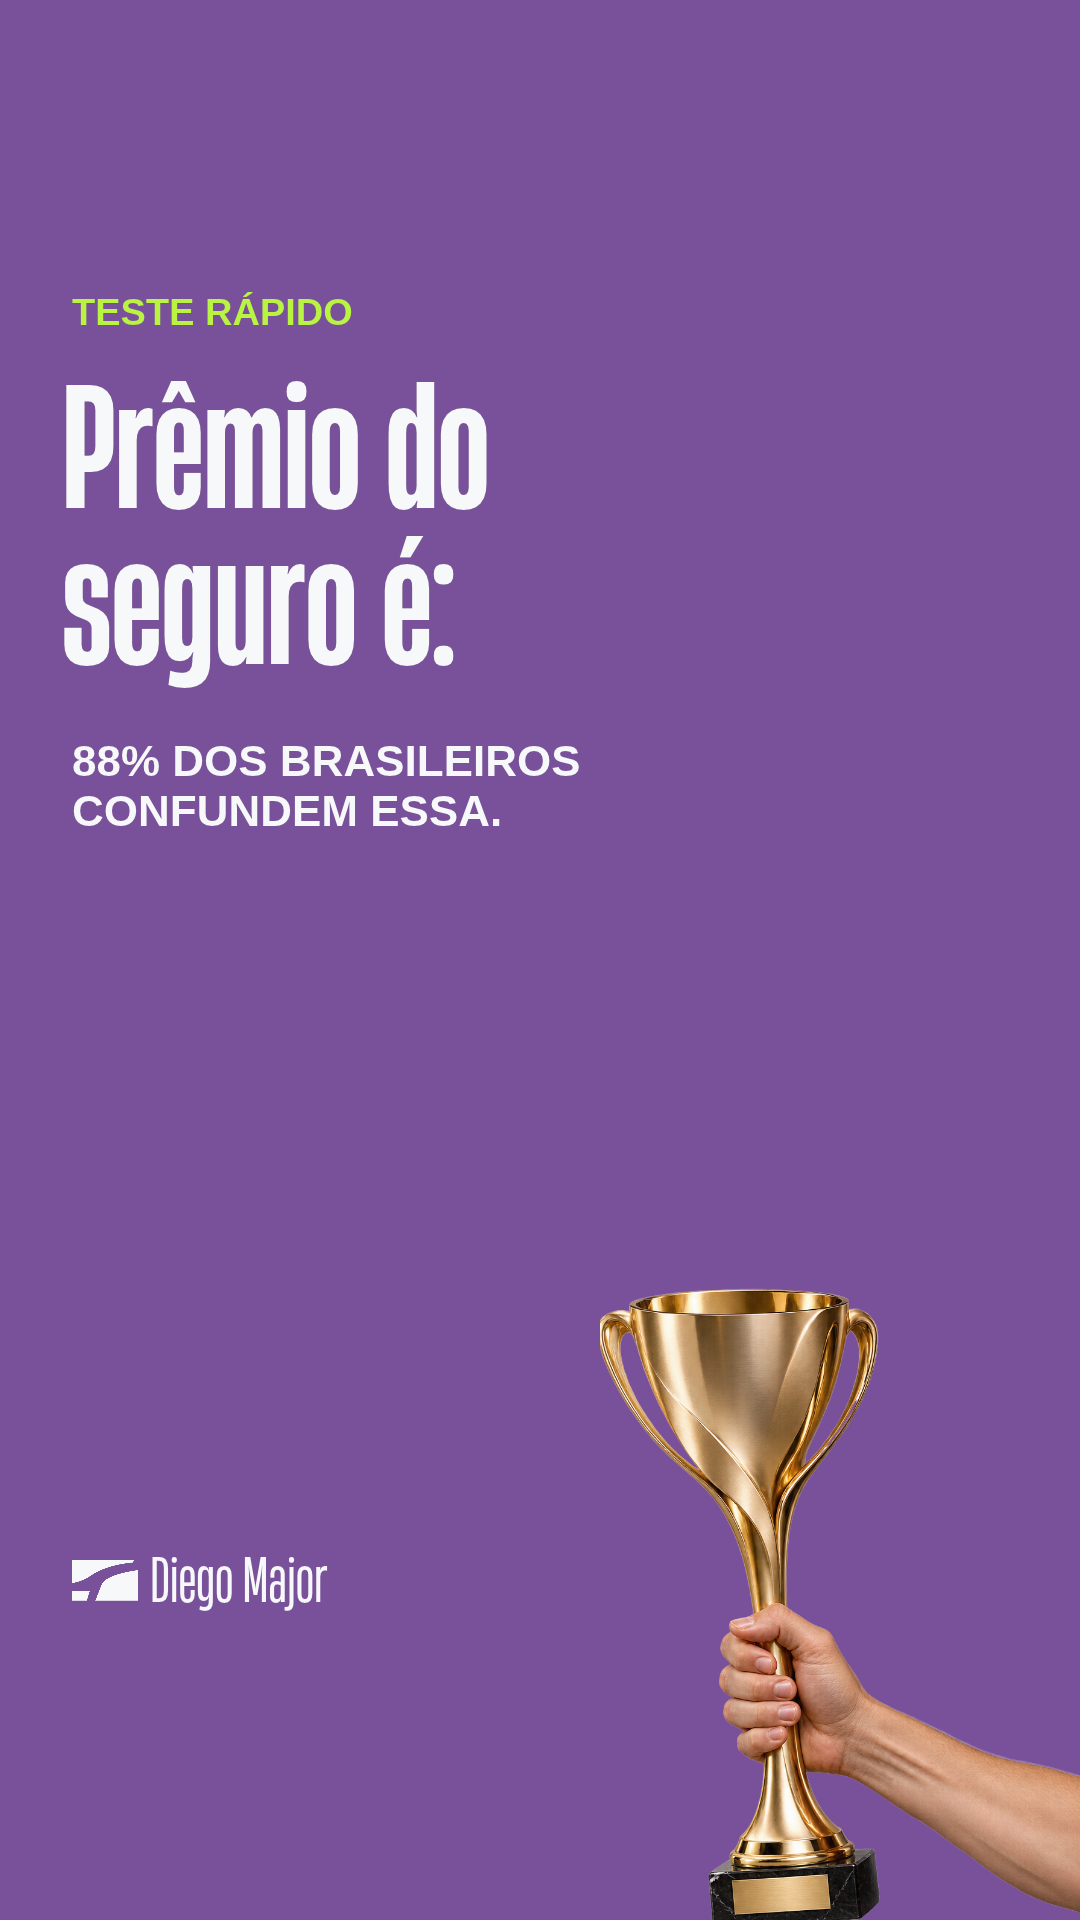 TESTE RÁPIDO
Prêmio do
seguro é:
88% DOS BRASILEIROS
CONFUNDEM ESSA.
Diego Major